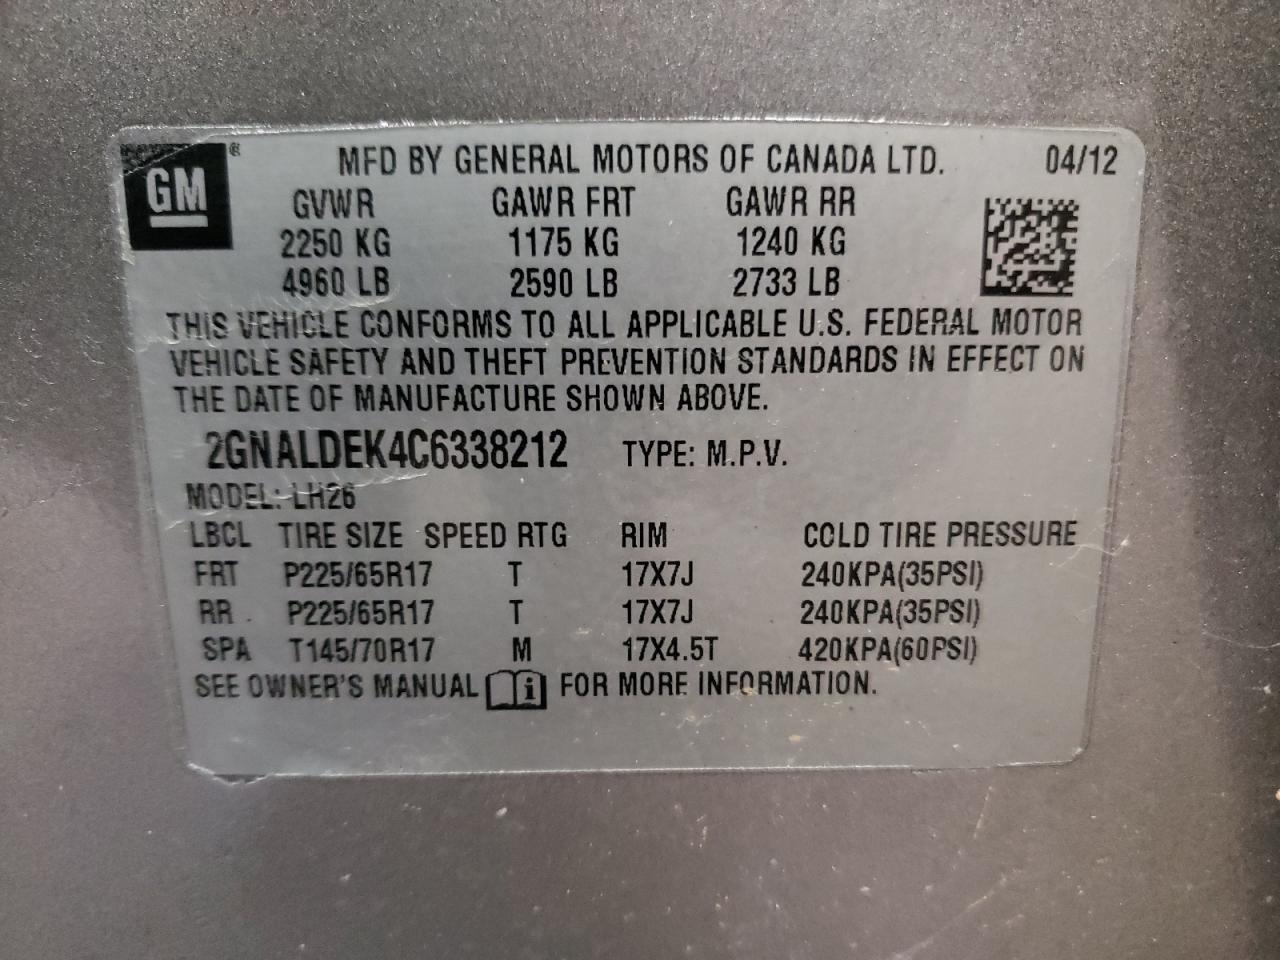 GM® MFD BY GENERAL MOTORS OF CANADA LTD. 04/12
GVWR GAWR FRT GAWR RR
2250 KG 1175 KG 1240 KG
4960 LB 2590 LB 2733 LB
THIS VEHICLE CONFORMS TO ALL APPLICABLE U.S. FEDERAL MOTOR
VEHICLE SAFETY AND THEFT PREVENTION STANDARDS IN EFFECT ON
THE DATE OF MANUFACTURE SHOWN ABOVE.
2GNALDEK4C6338212 TYPE: M.P.V.
MODEL: LH26
LBCL TIRE SIZE SPEED RTG RIM COLD TIRE PRESSURE
FRT P225/65R17 T 17X7J 240KPA(35PSI)
RR P225/65R17 T 17X7J 240KPA(35PSI)
SPA T145/70R17 M 17X4.5T 420KPA(60PSI)
SEE OWNER'S MANUAL i FOR MORE INFORMATION.